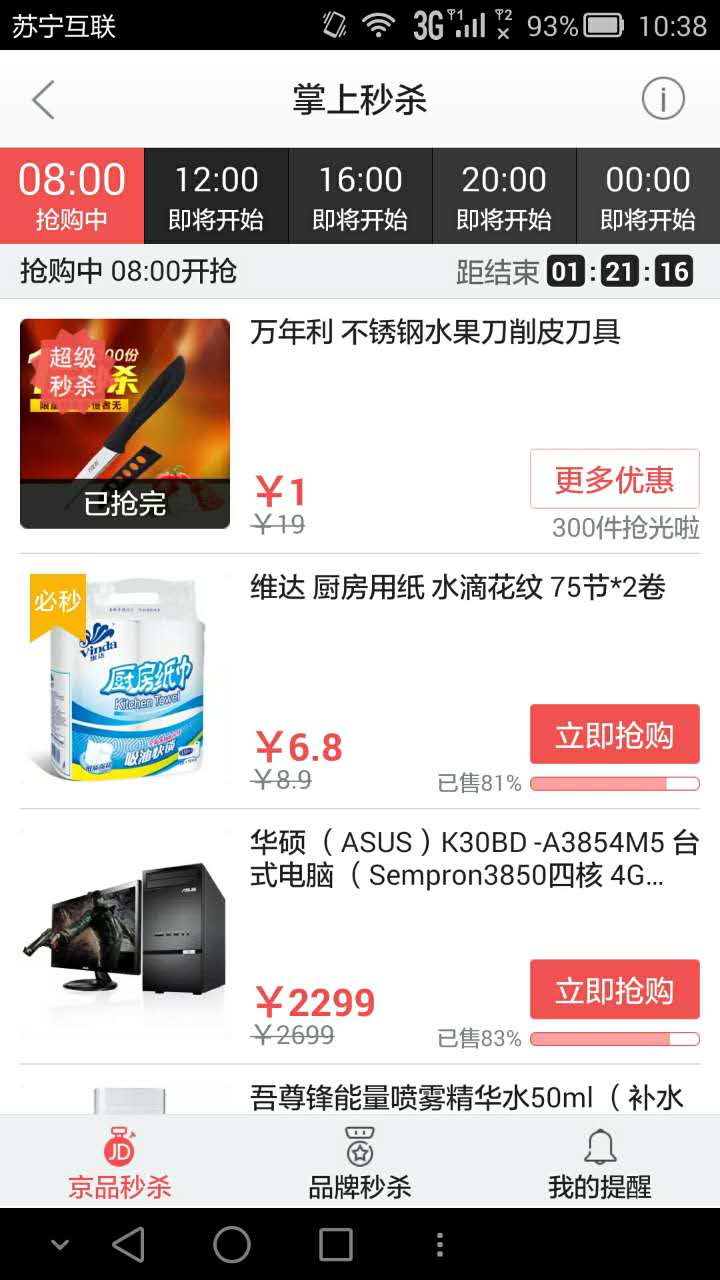 苏宁互联
3G
1
2
93%
10:38
掌上秒杀
08:00
抢购中
12:00
即将开始
16:00
即将开始
20:00
即将开始
00:00
即将开始
抢购中 08:00开抢
距结束 01:21:16
超级
秒杀
00份
杀
已抢完
万年利 不锈钢水果刀削皮刀具
￥1
￥19
更多优惠
300件抢光啦
必秒
Vinda
维达
厨房纸巾
Kitchen Towel
吸油快锁
维达 厨房用纸 水滴花纹 75节*2卷
￥6.8
￥8.9
立即抢购
已售81%
ASUS
华硕（ASUS）K30BD -A3854M5 台
式电脑（Sempron3850四核 4G...
￥2299
￥2699
立即抢购
已售83%
吾尊锋能量喷雾精华水50ml（补水
JD
京品秒杀
品牌秒杀
我的提醒